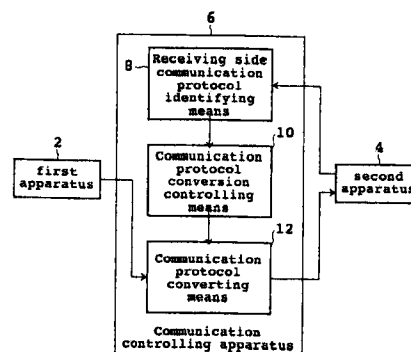 6
8
Receiving side
communication
protocol
identifying
means
2
first
apparatus
10
Communication
protocol
conversion
controlling
means
4
second
apparatus
12
Communication
protocol
converting
means
Communication
controlling apparatus